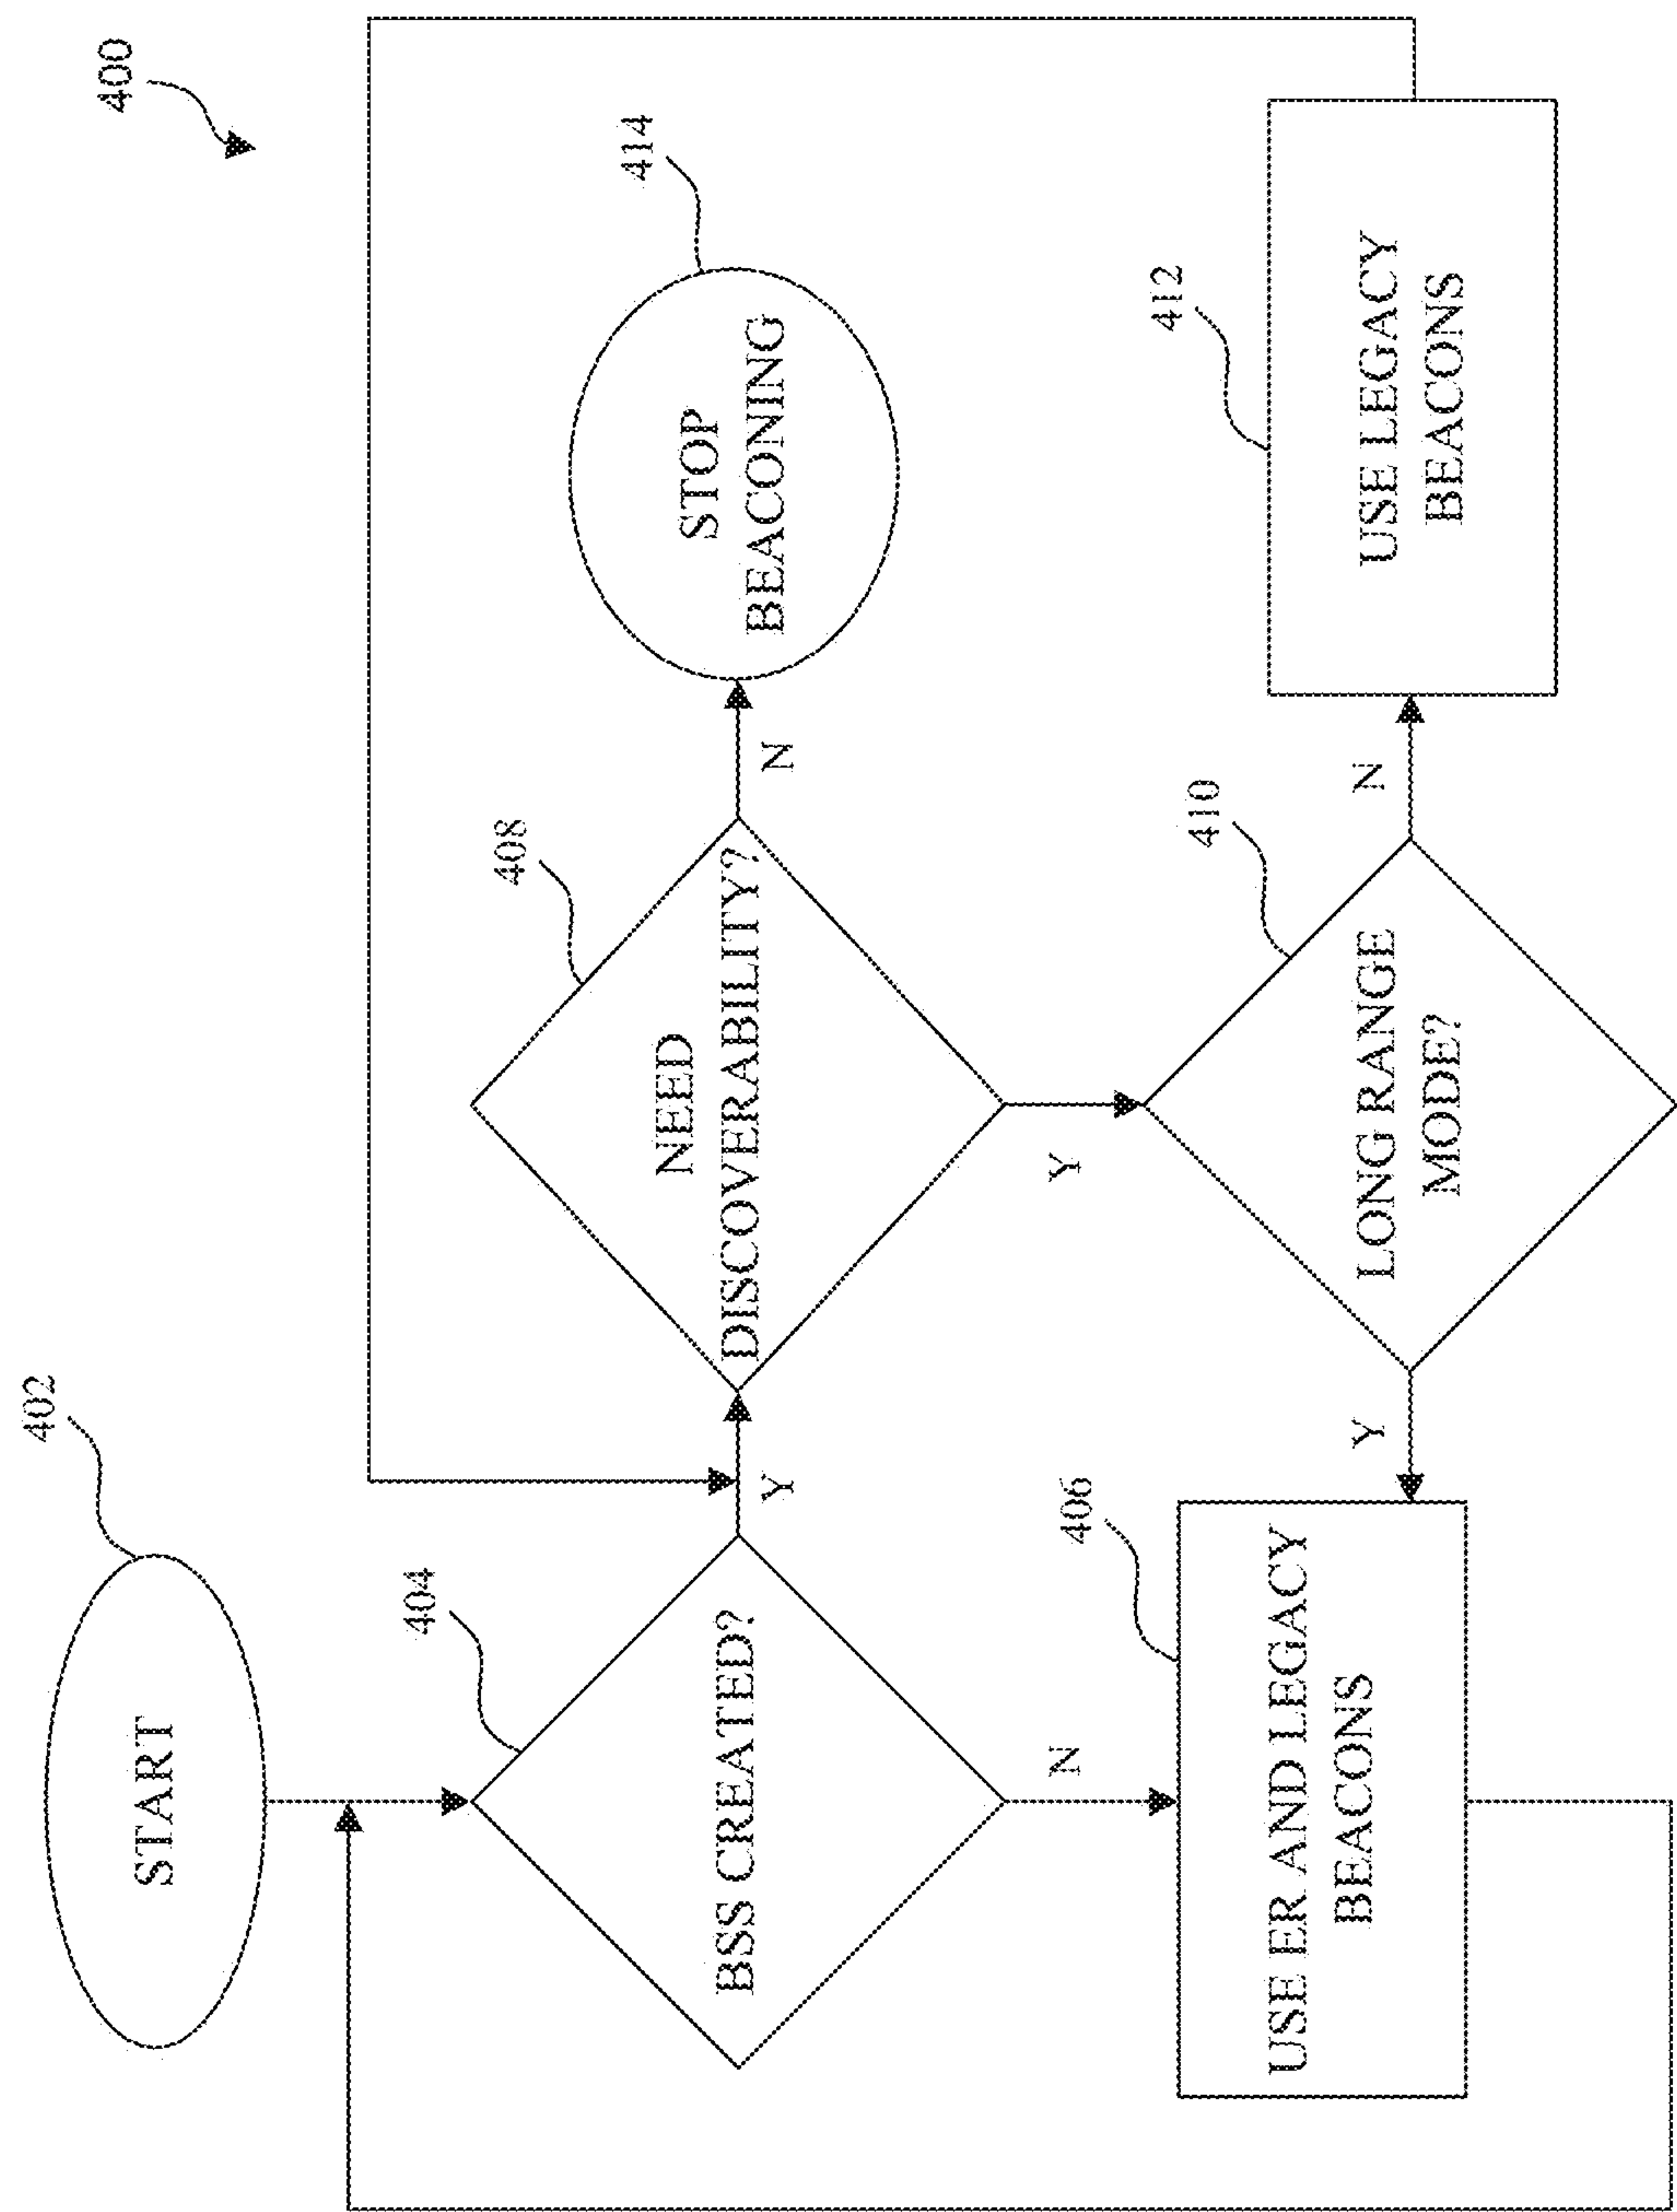 400
402
START
404
BSS CREATED?
Y
N
406
USE ER AND LEGACY
BEACONS
408
NEED
DISCOVERABILITY?
N
Y
414
STOP
BEACONING
410
LONG RANGE
MODE?
Y
N
412
USE LEGACY
BEACONS